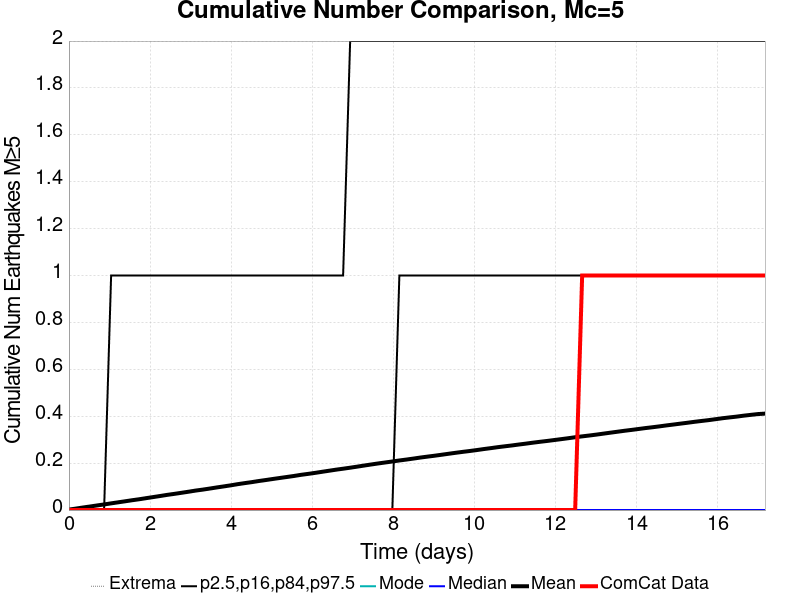 Cumulative Number Comparison, Mc=5
Cumulative Num Earthquakes M≥5
2
1.8
1.6
1.4
1.2
1
0.8
0.6
0.4
0.2
0
0 2 4 6 8 10 12 14 16
Time (days)
Extrema p2.5,p16,p84,p97.5 Mode Median Mean ComCat Data